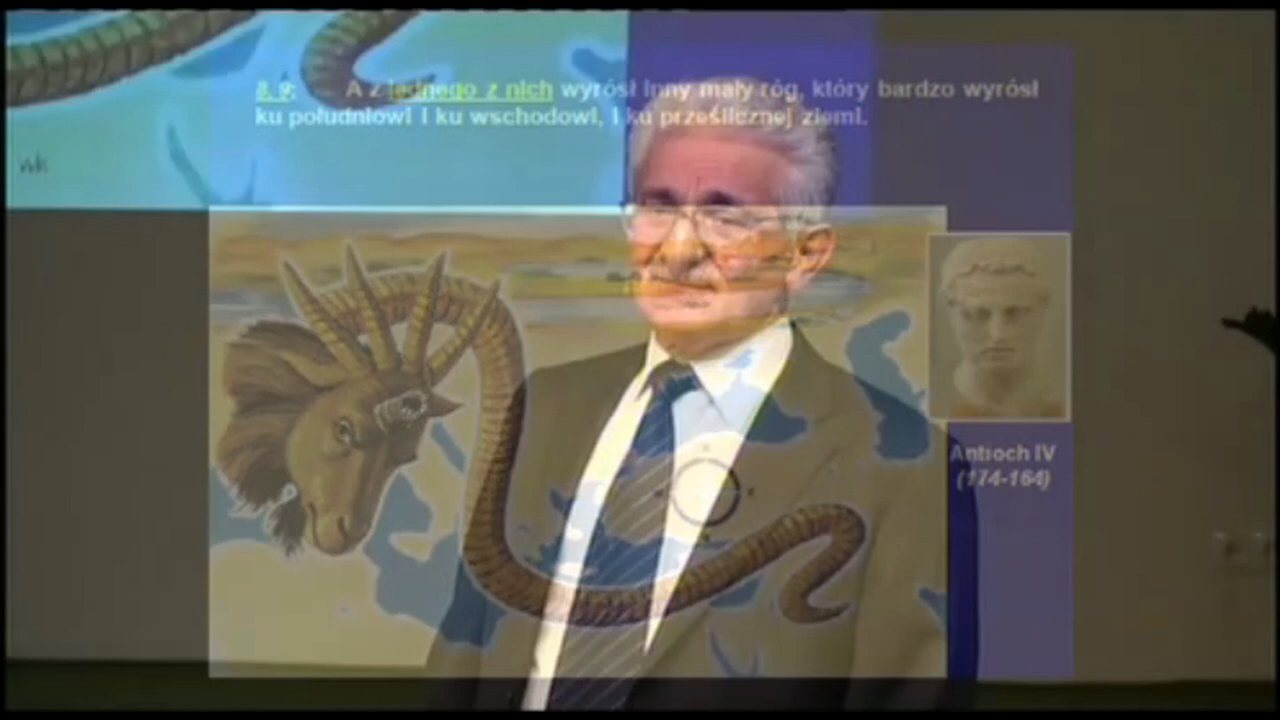 8, 9; A z jednego z nich wyrósł inny mały róg, który bardzo wyrósł
ku południowi i ku wschodowi, i ku prześlicznej ziemi.
Antioch IV
(174-164)